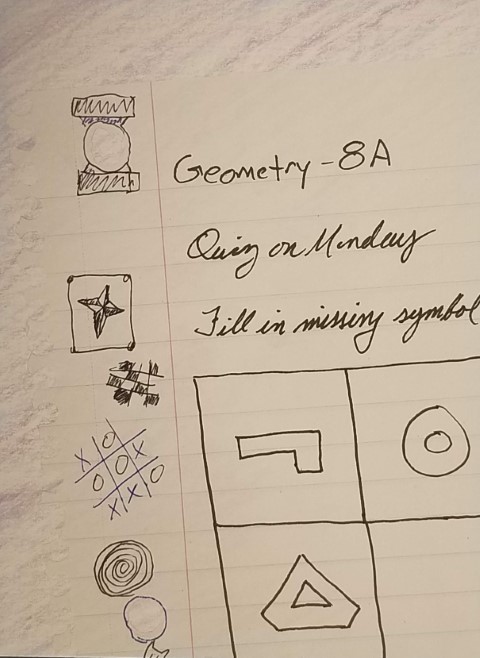 Geometry - 8A
Quiz on Monday
Fill in missing symbol
O
X O X
O X O
X X